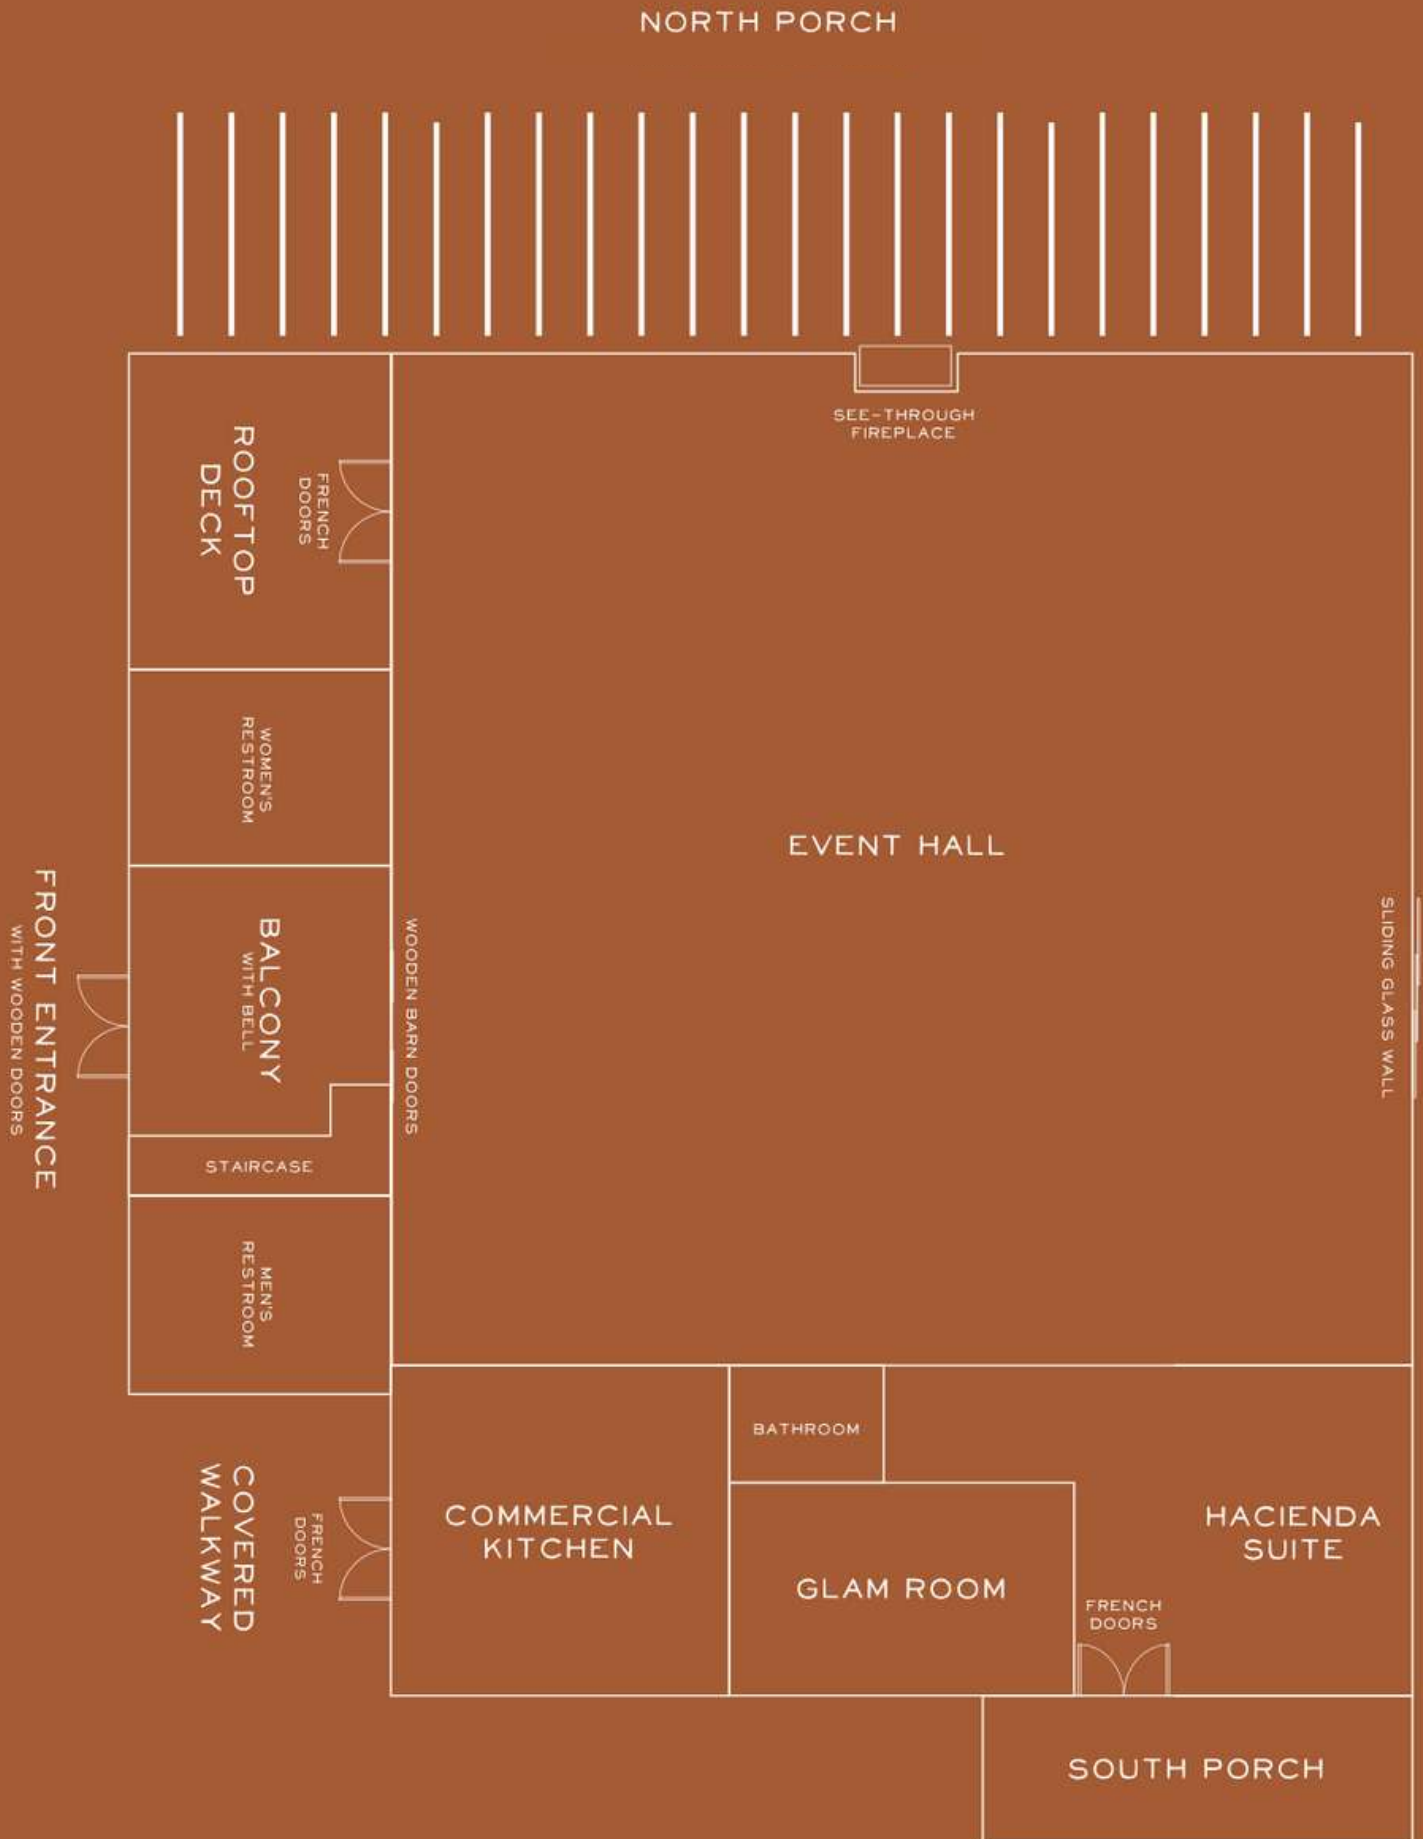 NORTH PORCH
SEE-THROUGH
FIREPLACE
ROOFTOP
DECK
FRENCH
DOORS
WOMEN'S
RESTROOM
EVENT HALL
FRONT ENTRANCE
WITH WOODEN DOORS
BALCONY
WITH BELL
WOODEN BARN DOORS
SLIDING GLASS WALL
STAIRCASE
MEN'S
RESTROOM
COVERED
WALKWAY
FRENCH
DOORS
COMMERCIAL
KITCHEN
BATHROOM
GLAM ROOM
HACIENDA
SUITE
FRENCH
DOORS
SOUTH PORCH